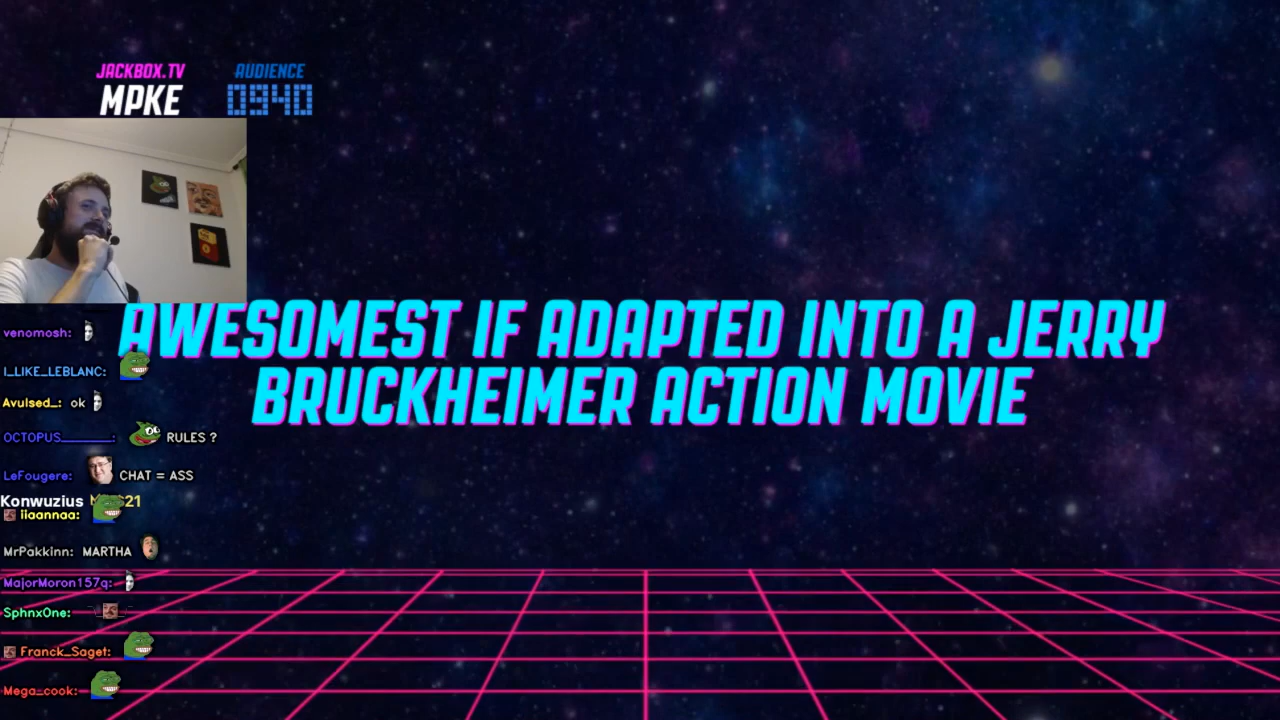 JACKBOX.TV
MPKE
AUDIENCE
0940
AWESOMEST IF ADAPTED INTO A JERRY
BRUCKHEIMER ACTION MOVIE
venomosh:
I_LIKE_LEBLANC:
Avulsed_: ok
OCTOPUS_______: RULES ?
LeFougere: CHAT = ASS
Konwuzius
iiaannaa:
MrPakkinn: MARTHA
MajorMoron157q:
SphnxOne:
Franck_Saget:
Mega_cook: